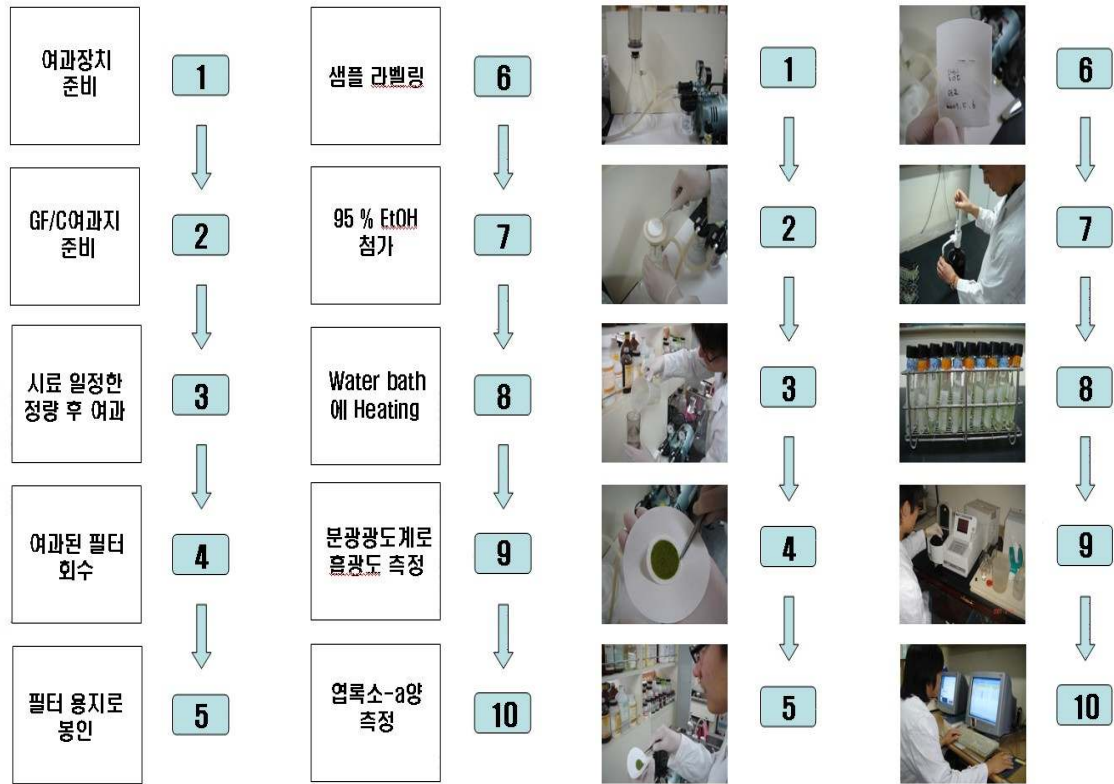 여과장치
준비
1
GF/C여과지
준비
2
시료 일정한
정량 후 여과
3
여과된 필터
회수
4
필터 용지로
봉인
5
샘플 라벨링
6
95 % EtOH
첨가
7
Water bath
에 Heating
8
분광광도계로
흡광도 측정
9
엽록소-a양
측정
10
1
2
3
4
5
6
7
8
9
10